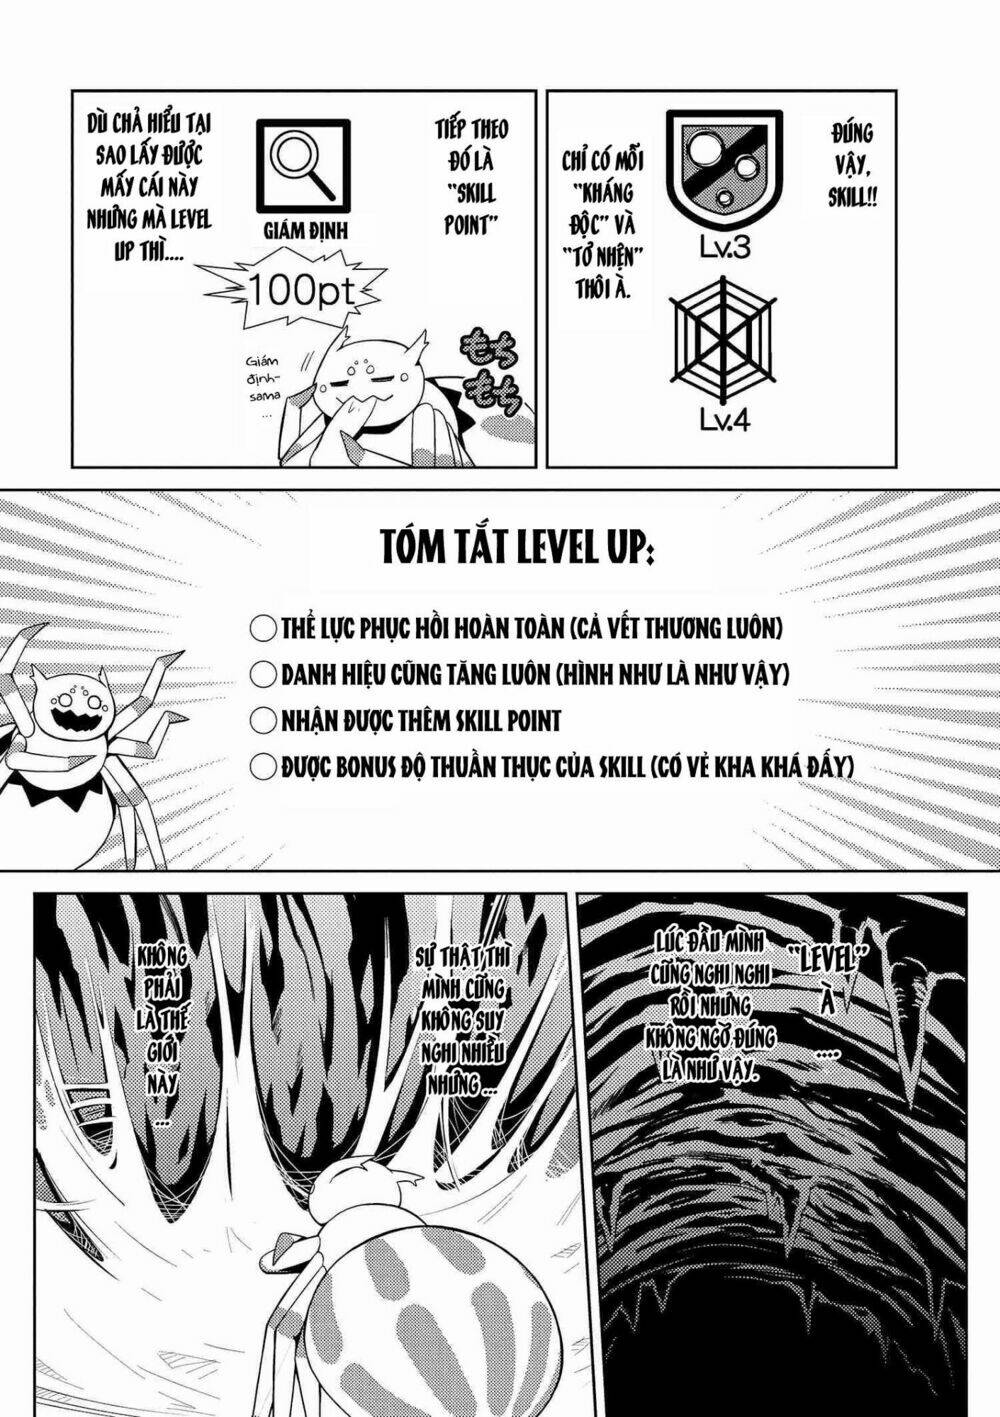 ĐÚNG
VẬY,
SKILL!!
CHỈ CÓ MỖI
"KHÁNG
ĐỘC" VÀ
"TƠ NHỆN"
THÔI À.
Lv.3
Lv.4
TIẾP THEO
ĐÓ LÀ
"SKILL
POINT"
GIÁM ĐỊNH
100pt
DÙ CHẢ HIỂU TẠI
SAO LẤY ĐƯỢC
MẤY CÁI NÀY
NHƯNG MÀ LEVEL
UP THÌ....
Giám
định-
sama
...
もち
もち
TÓM TẮT LEVEL UP:
○ THỂ LỰC PHỤC HỒI HOÀN TOÀN (CẢ VẾT THƯƠNG LUÔN)
○ DANH HIỆU CŨNG TĂNG LUÔN (HÌNH NHƯ LÀ NHƯ VẬY)
○ NHẬN ĐƯỢC THÊM SKILL POINT
○ ĐƯỢC BONUS ĐỘ THUẦN THỤC CỦA SKILL (CÓ VẺ KHA KHÁ ĐẤY)
"LEVEL"
À
....
LÚC ĐẦU MÌNH
CŨNG NGHI NGHI
RỒI NHƯNG
KHÔNG NGỜ ĐÚNG
LÀ NHƯ VẬY.
SỰ THẬT THÌ
MÌNH CŨNG
KHÔNG SUY
NGHI NHIỀU
NHƯNG ...
KHÔNG
PHẢI
LÀ THẾ
GIỚI
NÀY
...